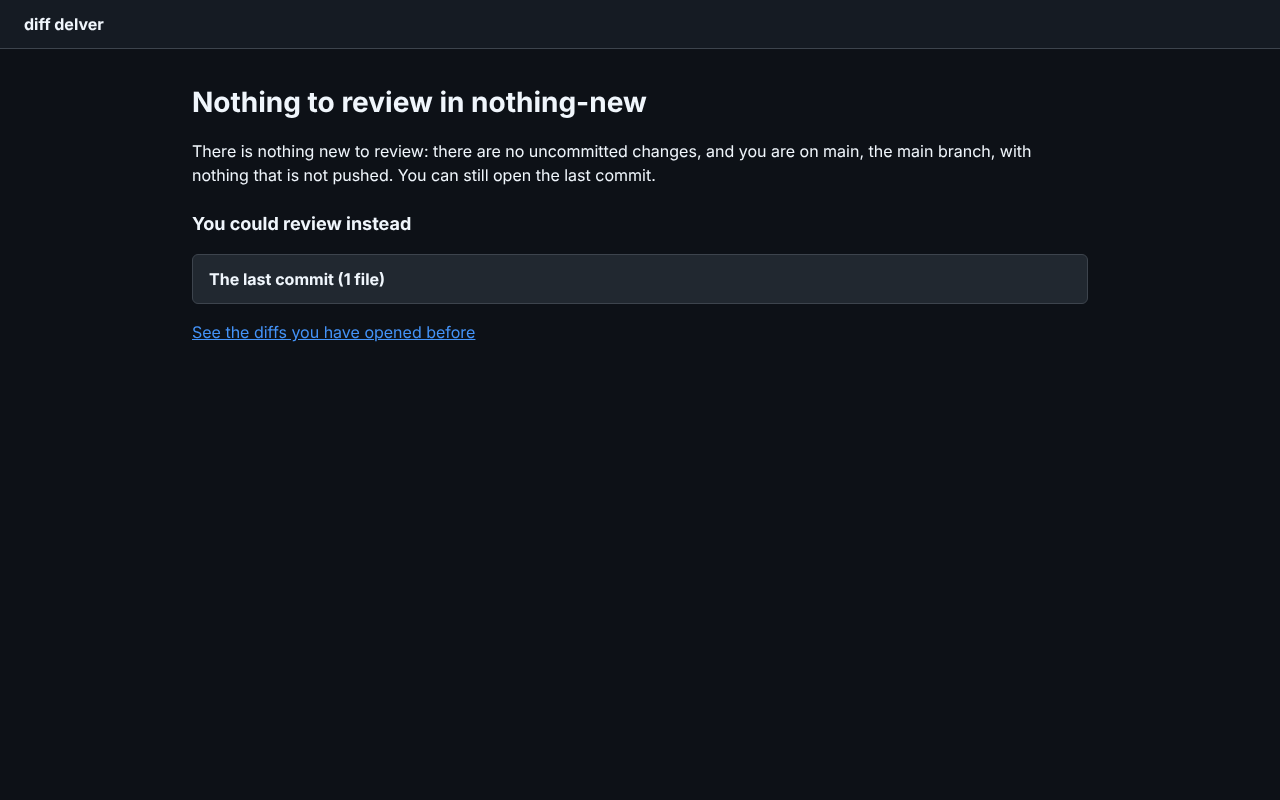 diff delver
Nothing to review in nothing-new
There is nothing new to review: there are no uncommitted changes, and you are on main, the main branch, with
nothing that is not pushed. You can still open the last commit.
You could review instead
The last commit (1 file)
See the diffs you have opened before